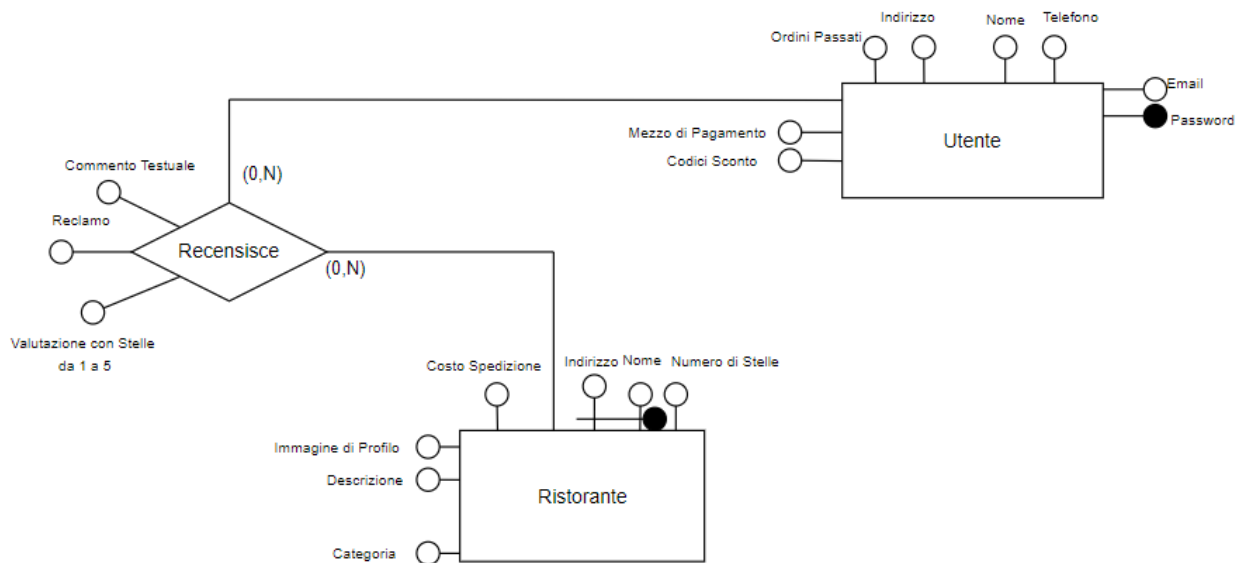 Indirizzo
Nome
Telefono
Ordini Passati
Email
Password
Mezzo di Pagamento
Utente
Codici Sconto
Commento Testuale
(0,N)
Reclamo
Recensisce
(0,N)
Valutazione con Stelle
da 1 a 5
Costo Spedizione
Indirizzo
Nome
Numero di Stelle
Immagine di Profilo
Descrizione
Ristorante
Categoria